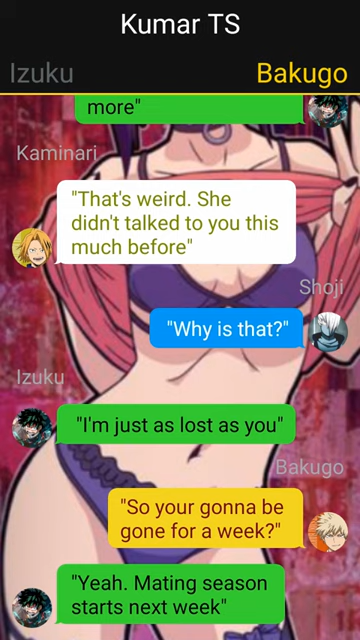 Kumar TS
Izuku
Bakugo
more"
Kaminari
"That's weird. She
didn't talked to you this
much before"
Shoji
"Why is that?"
Izuku
"I'm just as lost as you"
Bakugo
"So your gonna be
gone for a week?"
"Yeah. Mating season
starts next week"